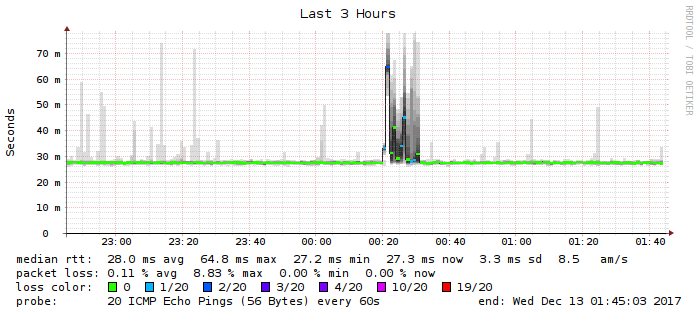 Last 3 Hours
RRDTOOL / TOBI OETIKER
Seconds
70 m
60 m
50 m
40 m
30 m
20 m
10 m
0
23:00 23:20 23:40 00:00 00:20 00:40 01:00 01:20 01:40
median rtt: 28.0 ms avg 64.8 ms max 27.2 ms min 27.3 ms now 3.3 ms sd 8.5 am/s
packet loss: 0.11 % avg 8.83 % max 0.00 % min 0.00 % now
loss color: 0 1/20 2/20 3/20 4/20 10/20 19/20
probe: 20 ICMP Echo Pings (56 Bytes) every 60s end: Wed Dec 13 01:45:03 2017